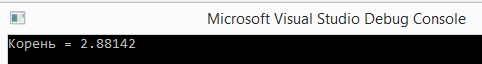 Microsoft Visual Studio Debug Console
Корень = 2.88142